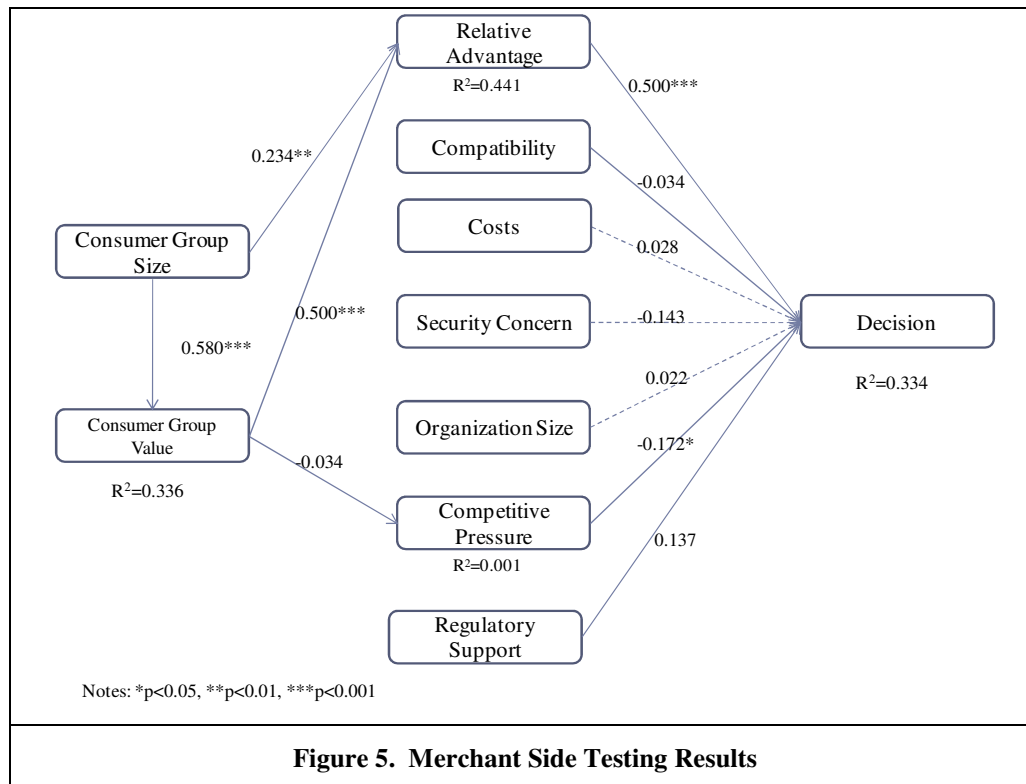 Relative
Advantage
R²=0.441
0.500***
0.234**
Compatibility
-0.034
Costs
0.028
Consumer Group
Size
0.500***
Security Concern
-0.143
Decision
R²=0.334
0.580***
0.022
Organization Size
-0.172*
Consumer Group
Value
R²=0.336
-0.034
Competitive
Pressure
R²=0.001
0.137
Regulatory
Support
Notes: *p<0.05, **p<0.01, ***p<0.001
Figure 5. Merchant Side Testing Results